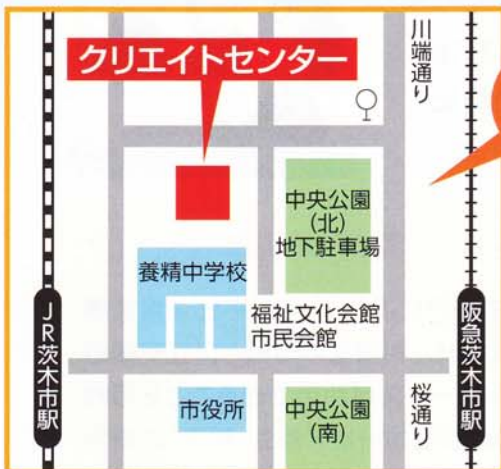 クリエイトセンター
川端通り
中央公園
(北)
地下駐車場
養精中学校
福祉文化会館
市民会館
JR茨木市駅
阪急茨木市駅
市役所
中央公園
(南)
桜通り